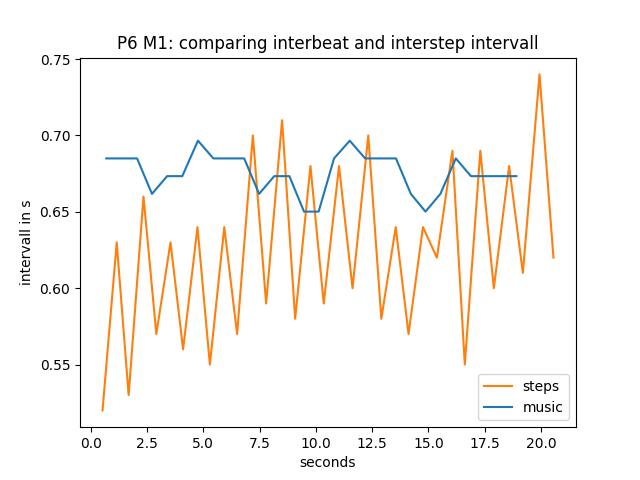 P6 M1: comparing interbeat and interstep intervall
0.75
0.70
0.65
0.60
0.55
intervall in s
0.0 2.5 5.0 7.5 10.0 12.5 15.0 17.5 20.0
seconds
steps
music